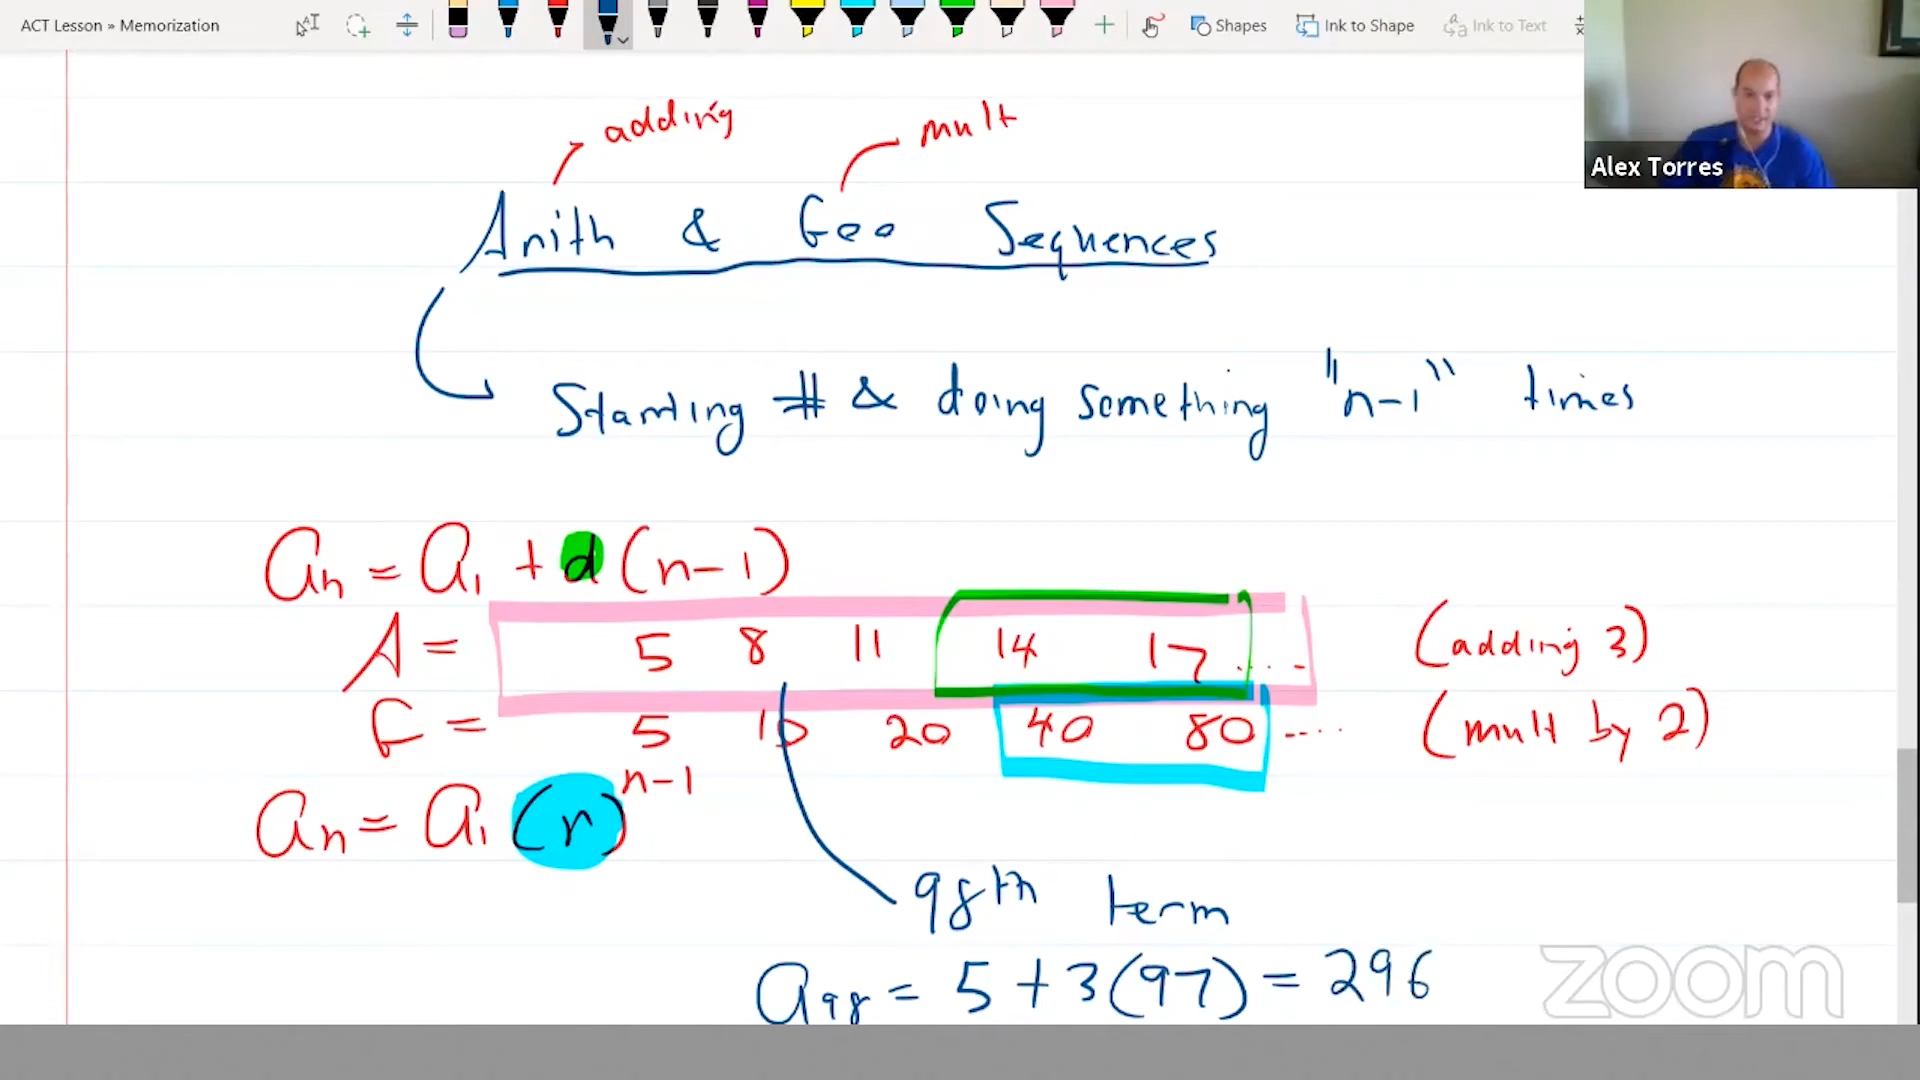 ACT Lesson » Memorization
Shapes
Ink to Shape
Ink to Text
Alex Torres
adding
mult
Arith & Geo Sequences
Starting # & doing something "n-1" times
an = a1 + d (n-1)
A = 5 8 11 14 17 .... (adding 3)
G = 5 10 20 40 80 .... (mult by 2)
an = a1 (r)^n-1
98th term
a98 = 5 + 3(97) = 296
zoom